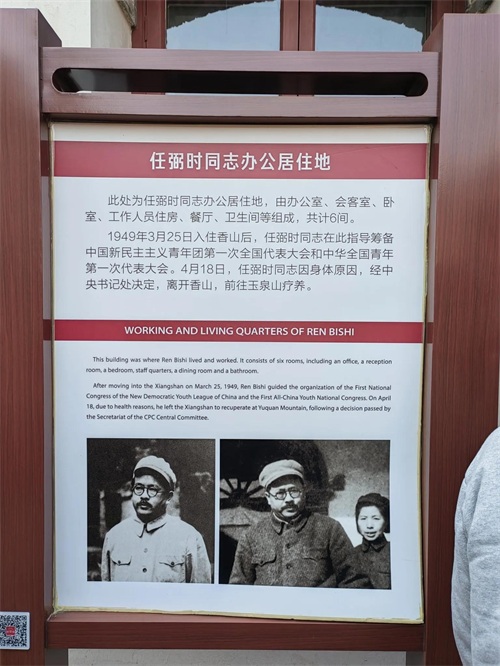 任弼时同志办公居住地
此处为任弼时同志办公居住地，由办公室、会客室、卧
室、工作人员住房、餐厅、卫生间等组成，共计6间。
1949年3月25日入住香山后，任弼时同志在此指导筹备
中国新民主主义青年团第一次全国代表大会和中华全国青年
第一次代表大会。4月18日，任弼时同志因身体原因，经中
央书记处决定，离开香山，前往玉泉山疗养。
WORKING AND LIVING QUARTERS OF REN BISHI
This building was where Ren Bishi lived and worked. It consists of six rooms, including an office, a reception
room, a bedroom, staff quarters, a dining room and a bathroom.
After moving into the Xiangshan on March 25, 1949, Ren Bishi guided the organization of the First National
Congress of the New Democratic Youth League of China and the First All-China Youth National Congress. On April
18, due to health reasons, he left the Xiangshan to recuperate at Yuquan Mountain, following a decision passed by
the Secretariat of the CPC Central Committee.